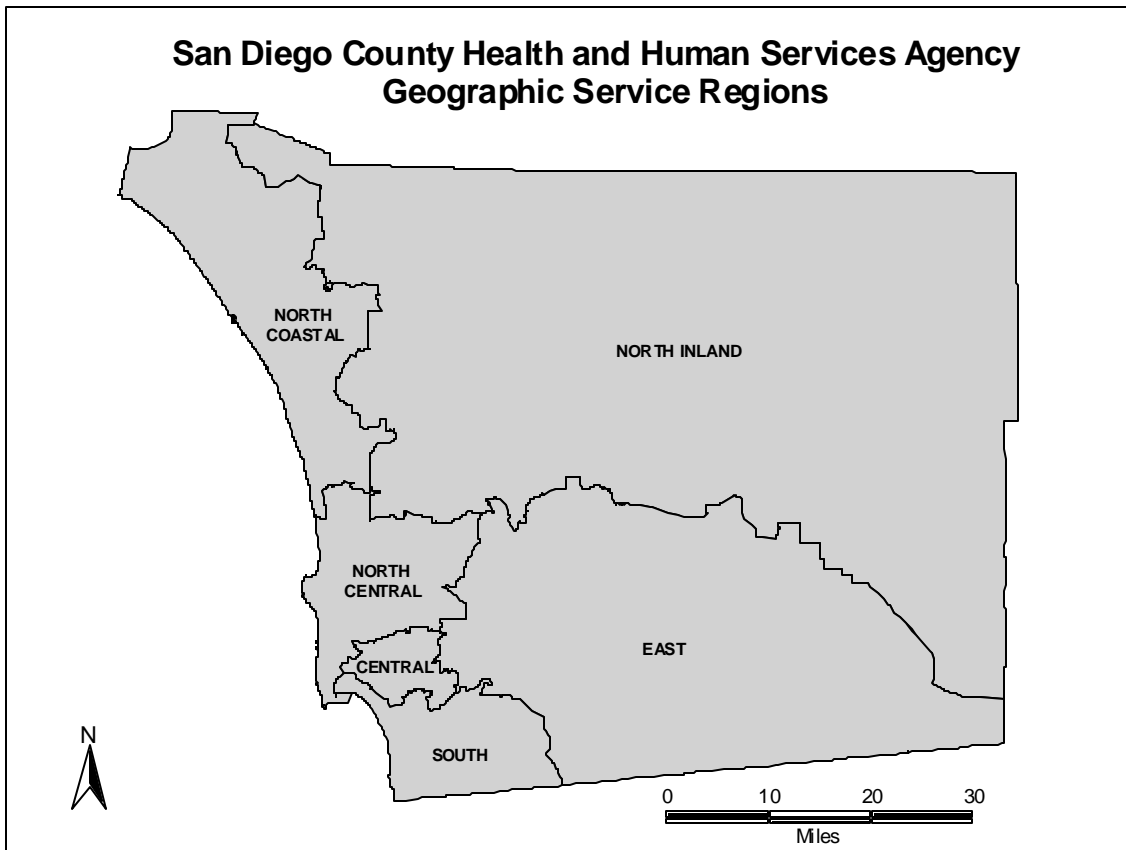 San Diego County Health and Human Services Agency
Geographic Service Regions
NORTH
COASTAL
NORTH INLAND
NORTH
CENTRAL
EAST
CENTRAL
SOUTH
N
0 10 20 30
Miles